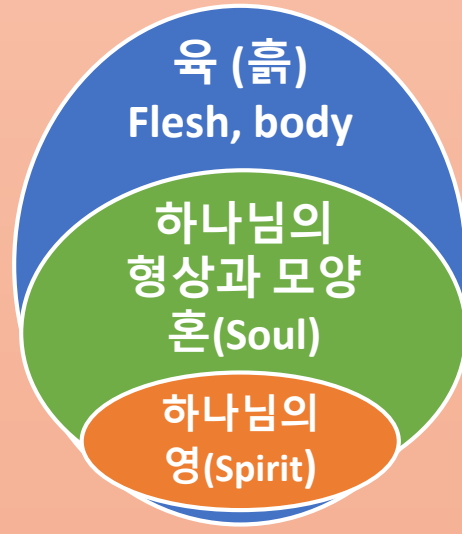 육 (흙)
Flesh, body
하나님의
형상과 모양
혼(Soul)
하나님의
영(Spirit)